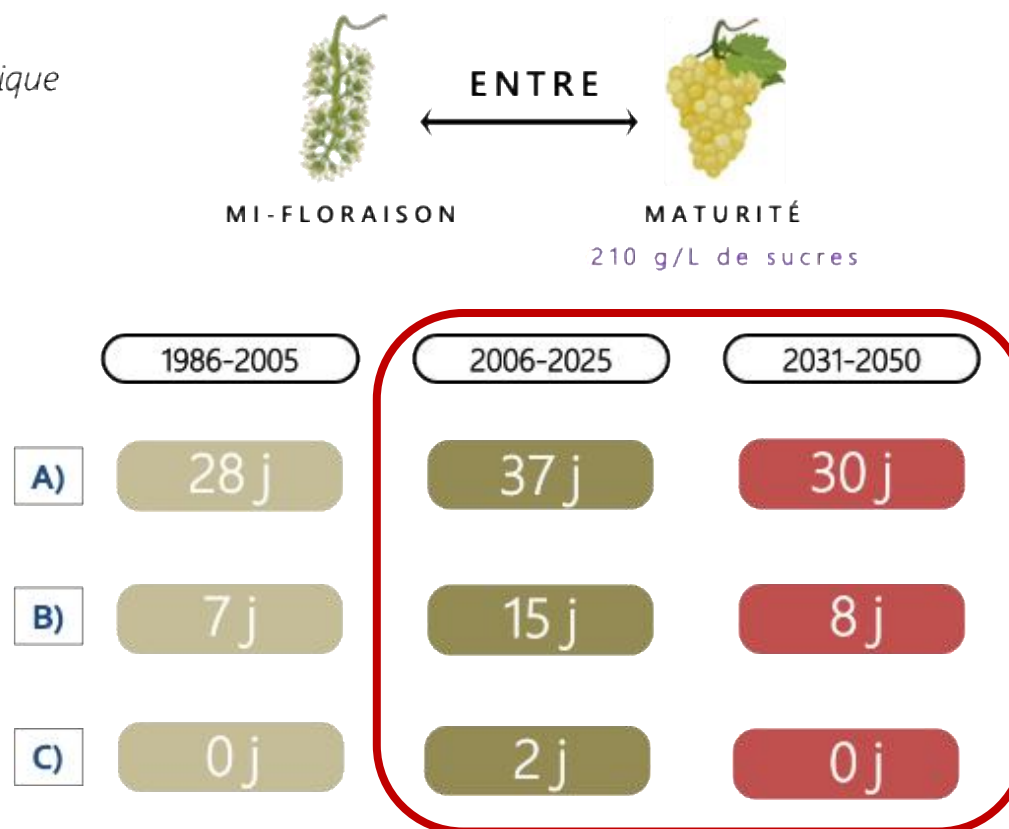 ique
ENTRE
MI-FLORAISON MATURITÉ
210 g/L de sucres
1986-2005 2006-2025 2031-2050
A) 28 j 37 j 30 j
B) 7 j 15 j 8 j
C) 0 j 2 j 0 j